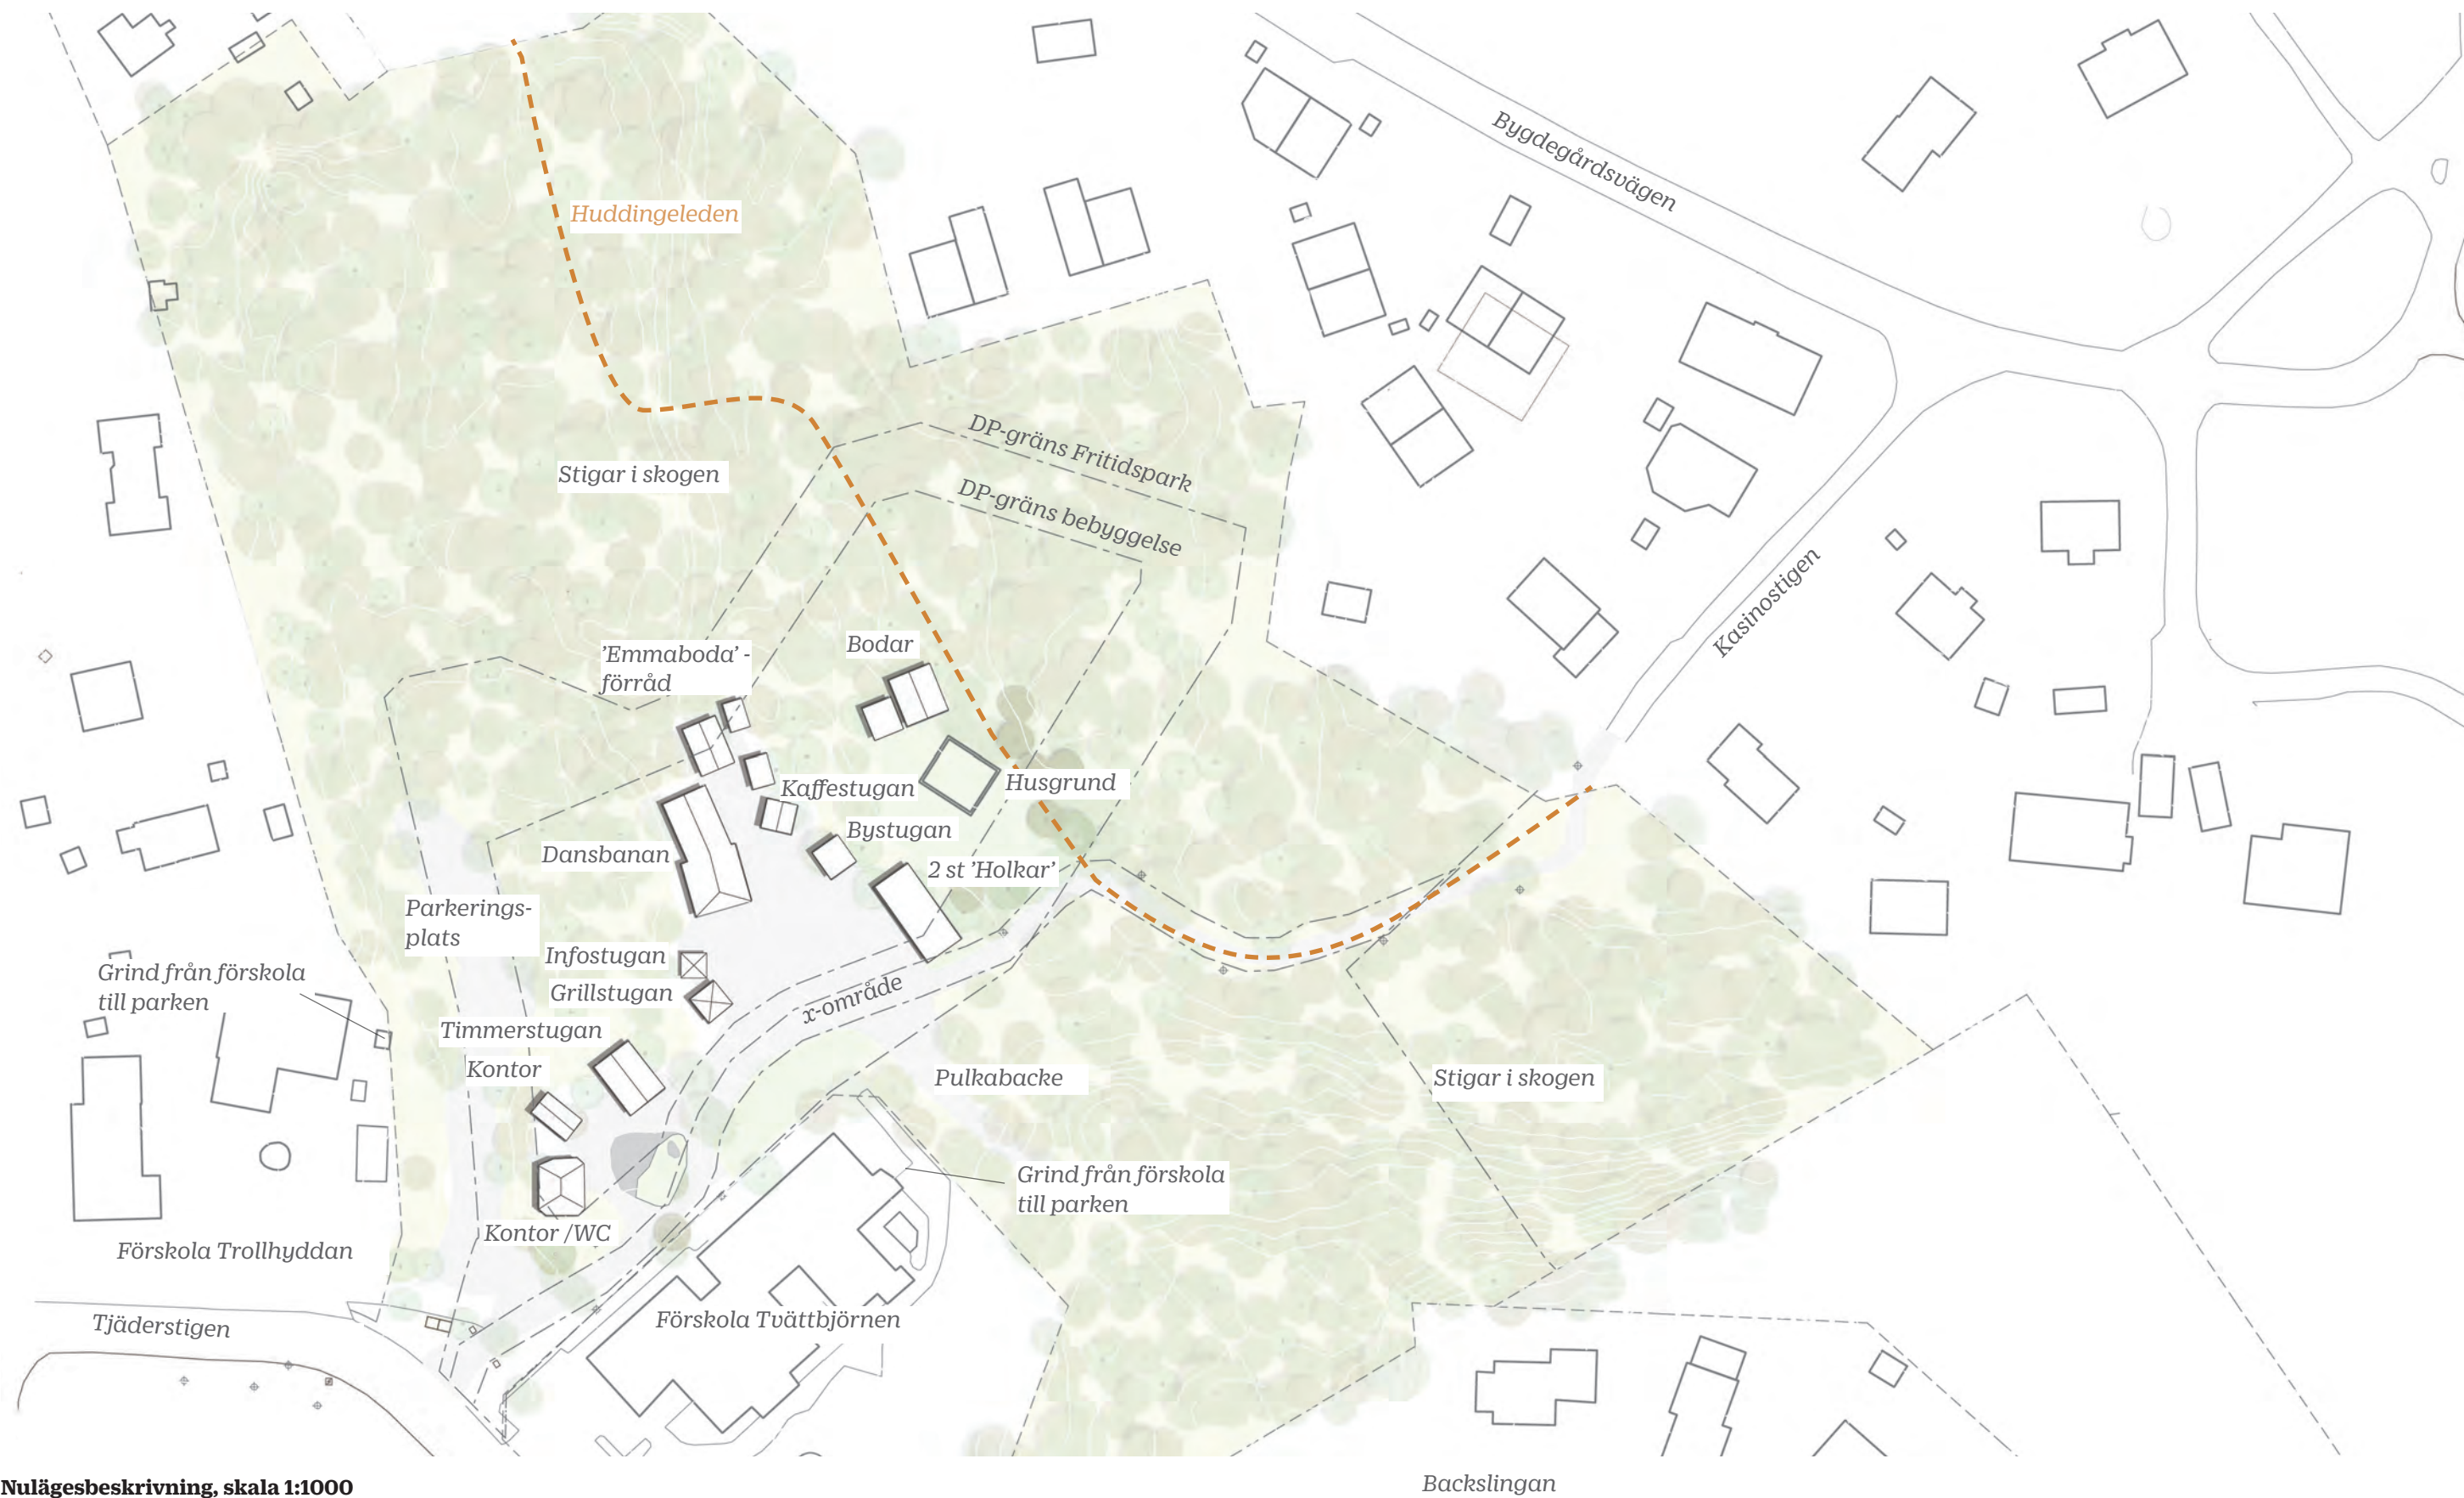 Bygdegårdsvägen
Huddingeleden
DP-gräns Fritidspark
Stigar i skogen
DP-gräns bebyggelse
Kasinostigen
'Emmaboda' -
förråd
Bodar
Kaffestugan
Husgrund
Bystugan
Dansbanan
2 st 'Holkar'
Parkerings-
plats
Infostugan
Grind från förskola
till parken
Grillstugan
x-område
Timmerstugan
Kontor
Pulkabacke
Stigar i skogen
Grind från förskola
till parken
Kontor /WC
Förskola Trollhyddan
Förskola Tvättbjörnen
Tjäderstigen
Backslingan
Nulägesbeskrivning, skala 1:1000